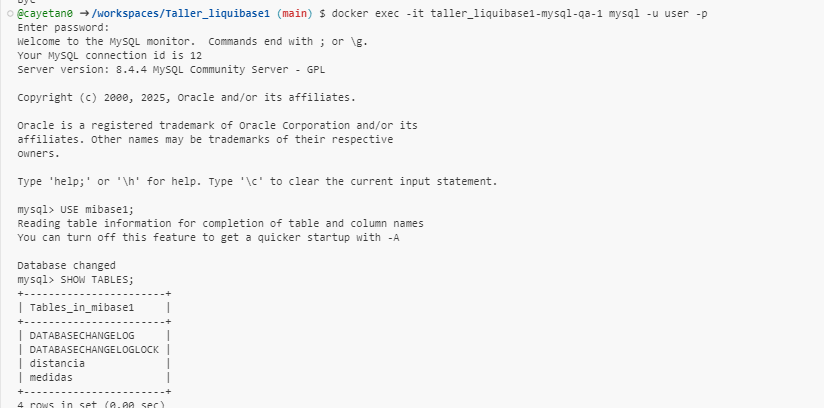 bye
@cayetan0 ➜/workspaces/Taller_liquibase1 (main) $ docker exec -it taller_liquibase1-mysql-qa-1 mysql -u user -p
Enter password:
Welcome to the MySQL monitor.  Commands end with ; or \g.
Your MySQL connection id is 12
Server version: 8.4.4 MySQL Community Server - GPL

Copyright (c) 2000, 2025, Oracle and/or its affiliates.

Oracle is a registered trademark of Oracle Corporation and/or its
affiliates. Other names may be trademarks of their respective
owners.

Type 'help;' or '\h' for help. Type '\c' to clear the current input statement.

mysql> USE mibase1;
Reading table information for completion of table and column names
You can turn off this feature to get a quicker startup with -A

Database changed
mysql> SHOW TABLES;
+-----------------------+
| Tables_in_mibase1     |
+-----------------------+
| DATABASECHANGELOG     |
| DATABASECHANGELOGLOCK |
| distancia             |
| medidas               |
+-----------------------+
4 rows in set (0.00 sec)